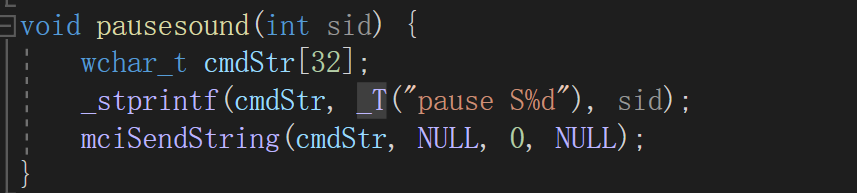 void pausesound(int sid) {
wchar_t cmdStr[32];
_stprintf(cmdStr, _T("pause S%d"), sid);
mciSendString(cmdStr, NULL, 0, NULL);
}